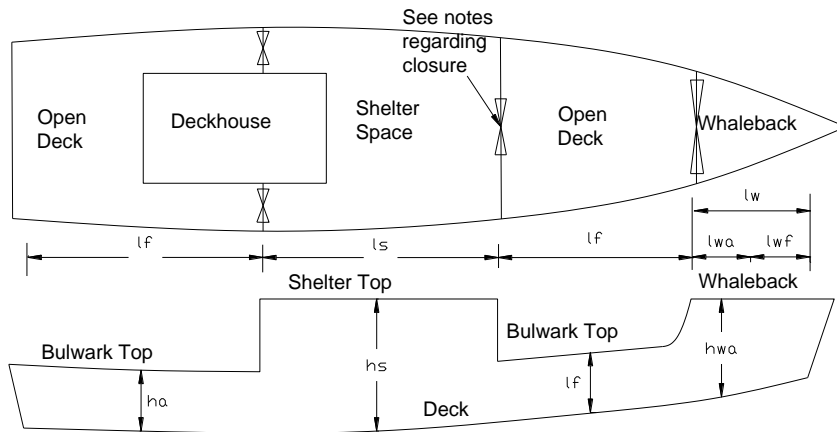 See notes
regarding
closure
Open
Deck
Deckhouse
Shelter
Space
Open
Deck
Whaleback
lw
lf
ls
lf
lwa
lwf
Shelter Top
Whaleback
Bulwark Top
Bulwark Top
ha
hs
lf
hwa
Deck